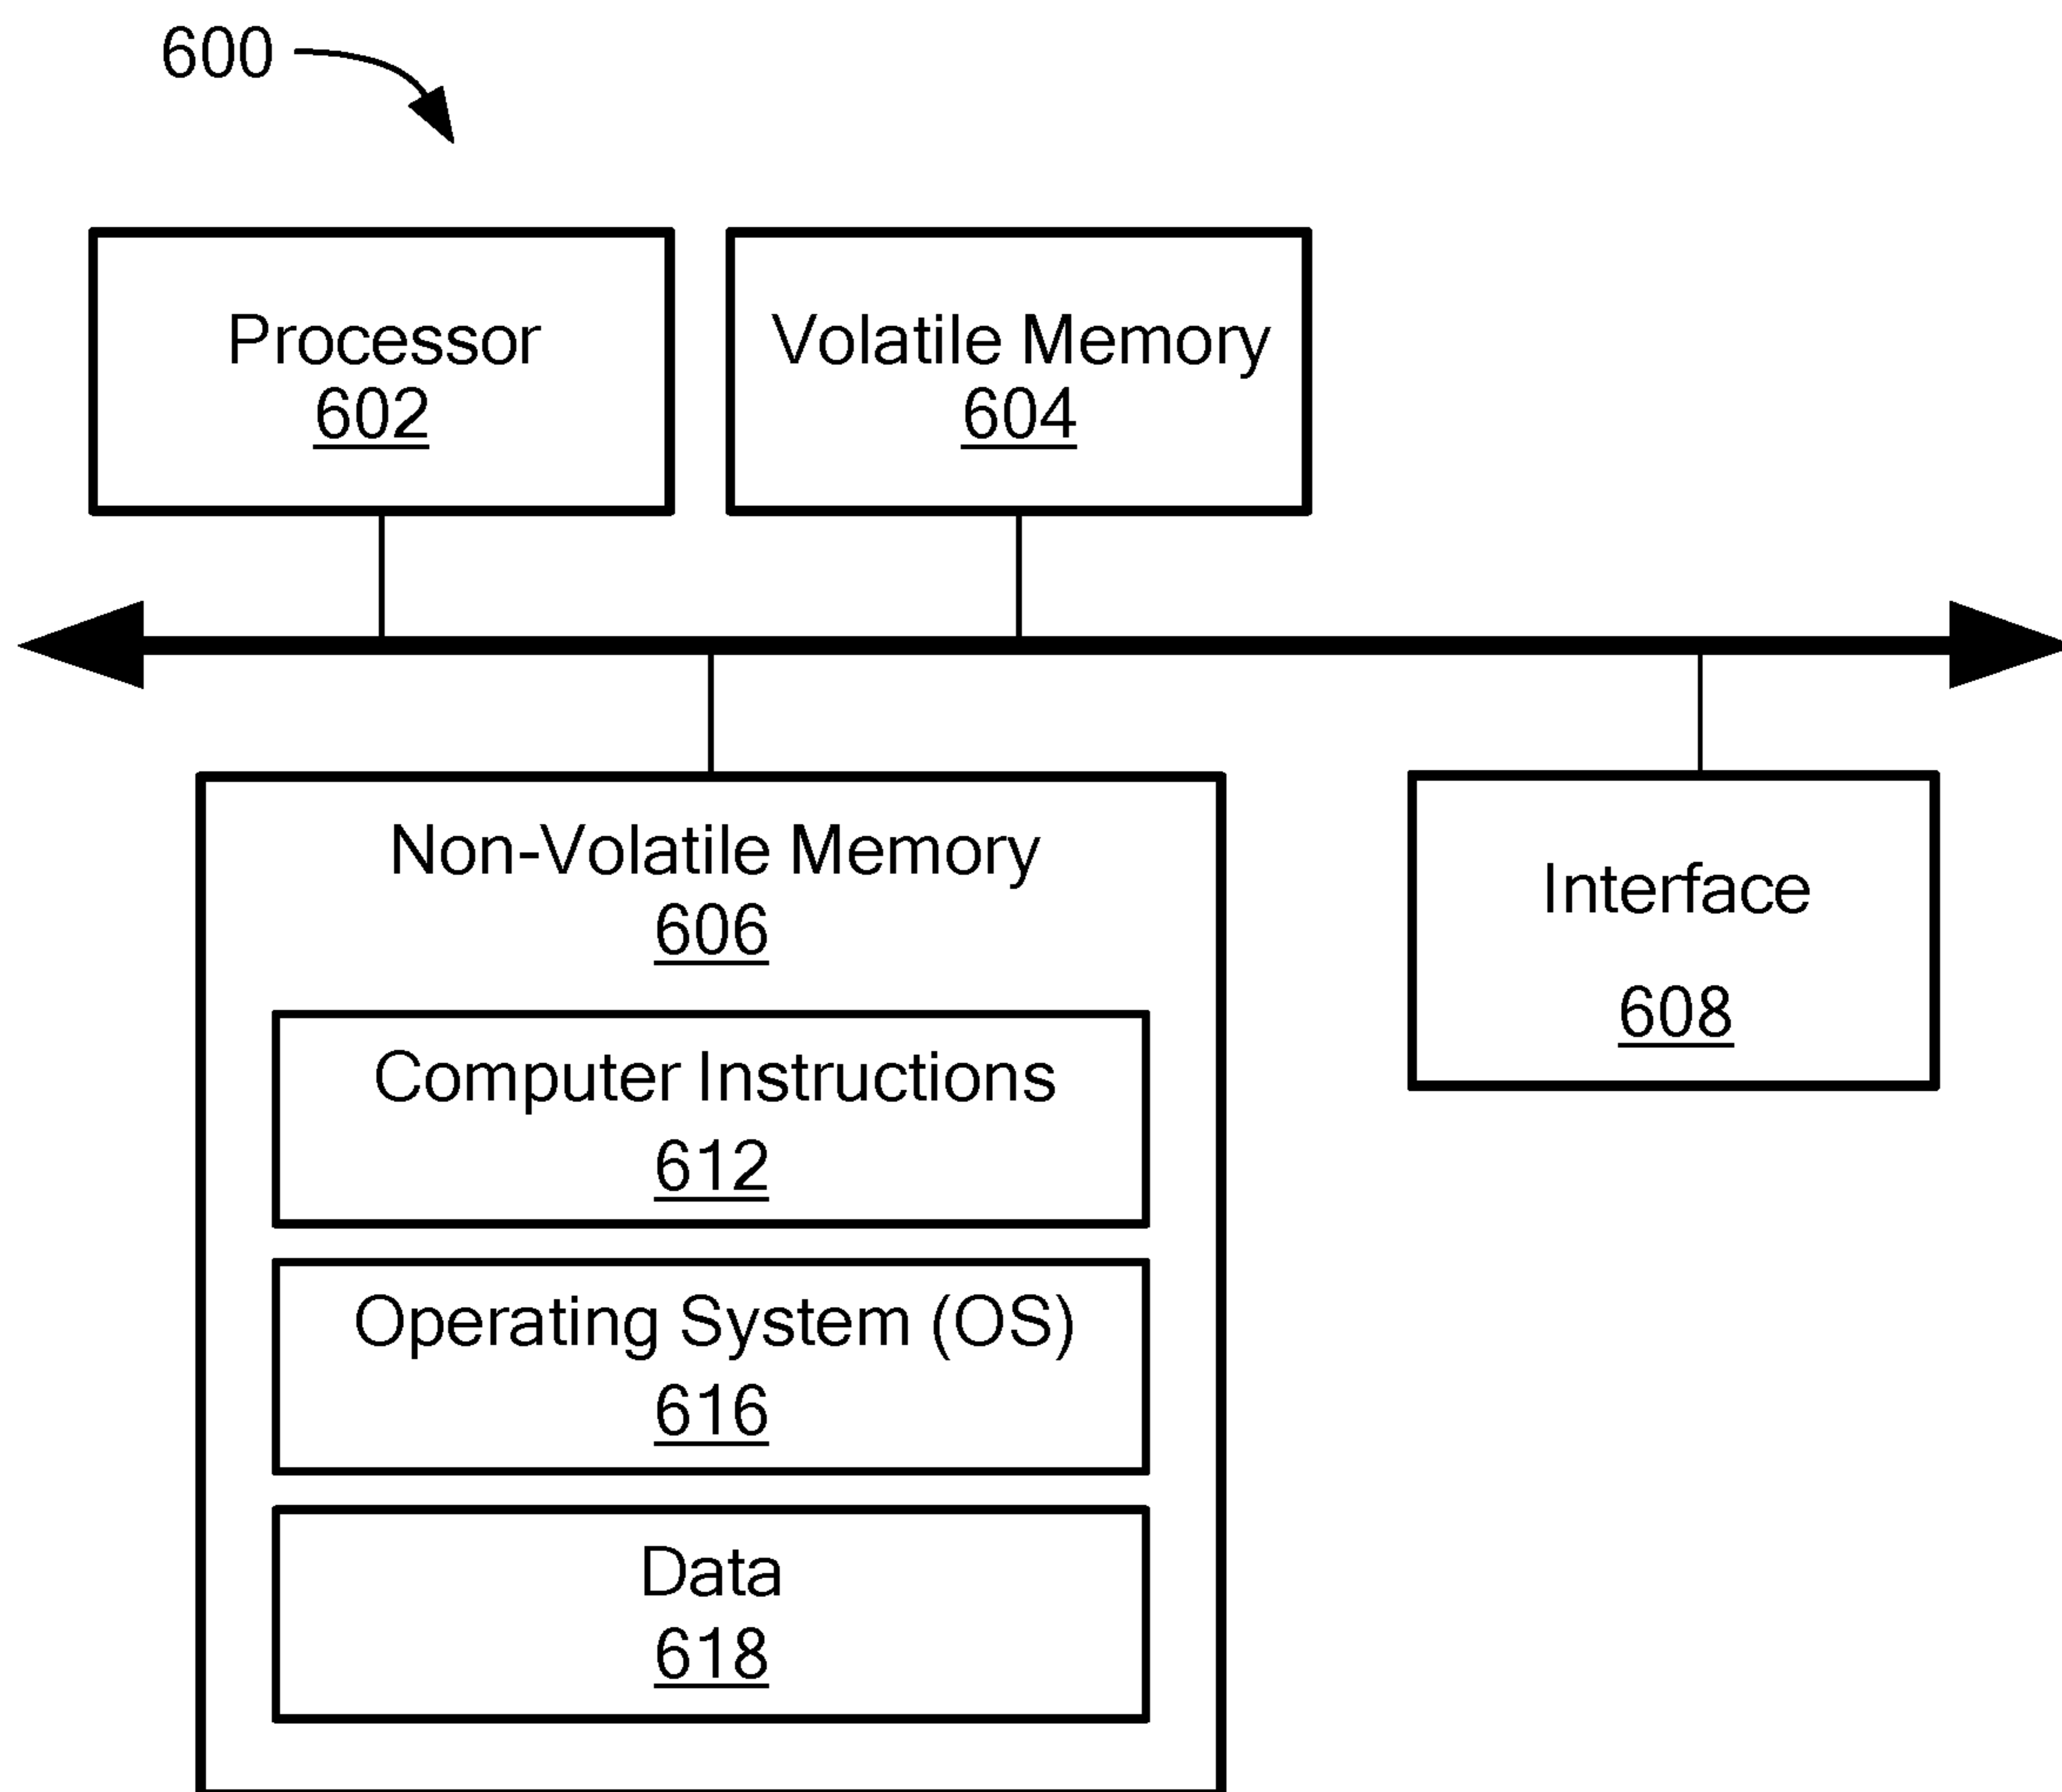 600
Processor
602
Volatile Memory
604
Non-Volatile Memory
606
Computer Instructions
612
Operating System (OS)
616
Data
618
Interface
608